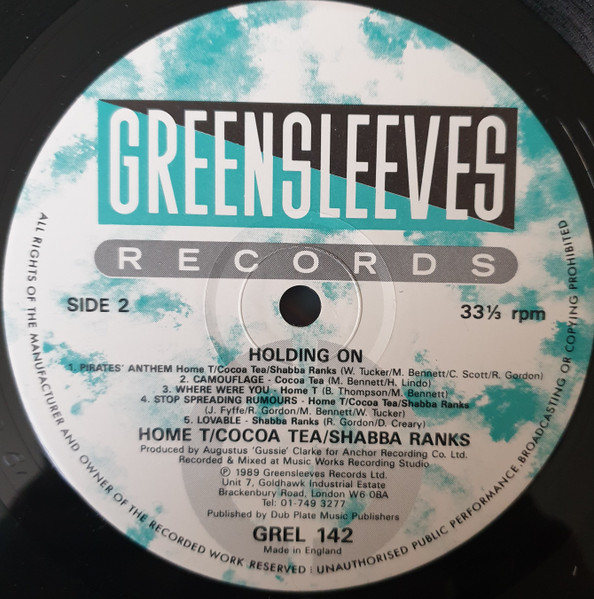 GREENSLEEVES
RECORDS
SIDE 2
33⅓ rpm
HOLDING ON
1. PIRATES' ANTHEM Home T/Cocoa Tea/Shabba Ranks (W. Tucker/M. Bennett/C. Scott/R. Gordon)
2. CAMOUFLAGE - Cocoa Tea (M. Bennett/H. Lindo)
3. WHERE WERE YOU - Home T (B. Thompson/M. Bennett)
4. STOP SPREADING RUMOURS - Home T/Cocoa Tea/Shabba Ranks
(J. Fyffe/R. Gordon/M. Bennett/W. Tucker)
5. LOVABLE - Shabba Ranks (R. Gordon/D. Creary)
HOME T/COCOA TEA/SHABBA RANKS
Produced by Augustus 'Gussie' Clarke for Anchor Recording Co. Ltd.
Recorded & Mixed at Music Works Recording Studio.
℗ 1989 Greensleeves Records Ltd.
Unit 7, Goldhawk Industrial Estate
Brackenbury Road, London W6 0BA
Tel: 01-749 3277
Published by Dub Plate Music Publishers
GREL 142
Made in England
ALL RIGHTS OF THE MANUFACTURER AND OWNER OF THE RECORDED WORK RESERVED | UNAUTHORISED PUBLIC PERFORMANCE, BROADCASTING OR COPYING PROHIBITED